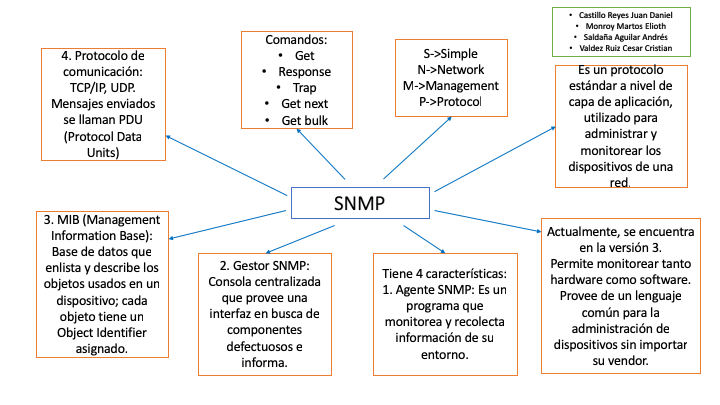 • Castillo Reyes Juan Daniel
• Monroy Martos Elioth
• Saldaña Aguilar Andrés
• Valdez Ruiz Cesar Cristian
4. Protocolo de
comunicación:
TCP/IP, UDP.
Mensajes enviados
se llaman PDU
(Protocol Data
Units)
Comandos:
• Get
• Response
• Trap
• Get next
• Get bulk
S->Simple
N->Network
M->Management
P->Protocol
Es un protocolo
estándar a nivel de
capa de aplicación,
utilizado para
administrar y
monitorear los
dispositivos de una
red.
SNMP
3. MIB (Management
Information Base):
Base de datos que
enlista y describe los
objetos usados en un
dispositivo; cada
objeto tiene un
Object Identifier
asignado.
2. Gestor SNMP:
Consola centralizada
que provee una
interfaz en busca de
componentes
defectuosos e
informa.
Tiene 4 características:
1. Agente SNMP: Es un
programa que
monitorea y recolecta
información de su
entorno.
Actualmente, se encuentra
en la versión 3.
Permite monitorear tanto
hardware como software.
Provee de un lenguaje
común para la
administración de
dispositivos sin importar
su vendor.